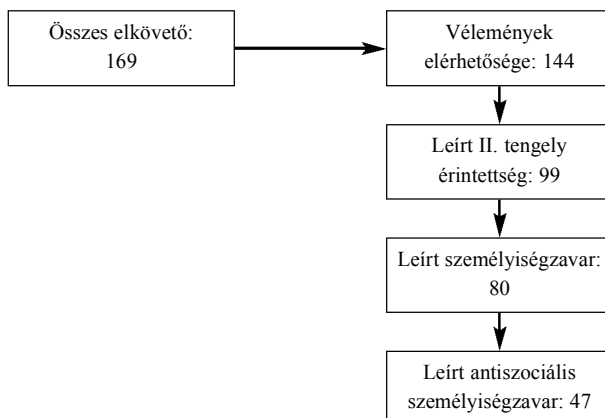 Összes elkövető:
169
Vélemények
elérhetősége: 144
Leírt II. tengely
érintettség: 99
Leírt személyiségzavar:
80
Leírt antiszociális
személyiségzavar: 47